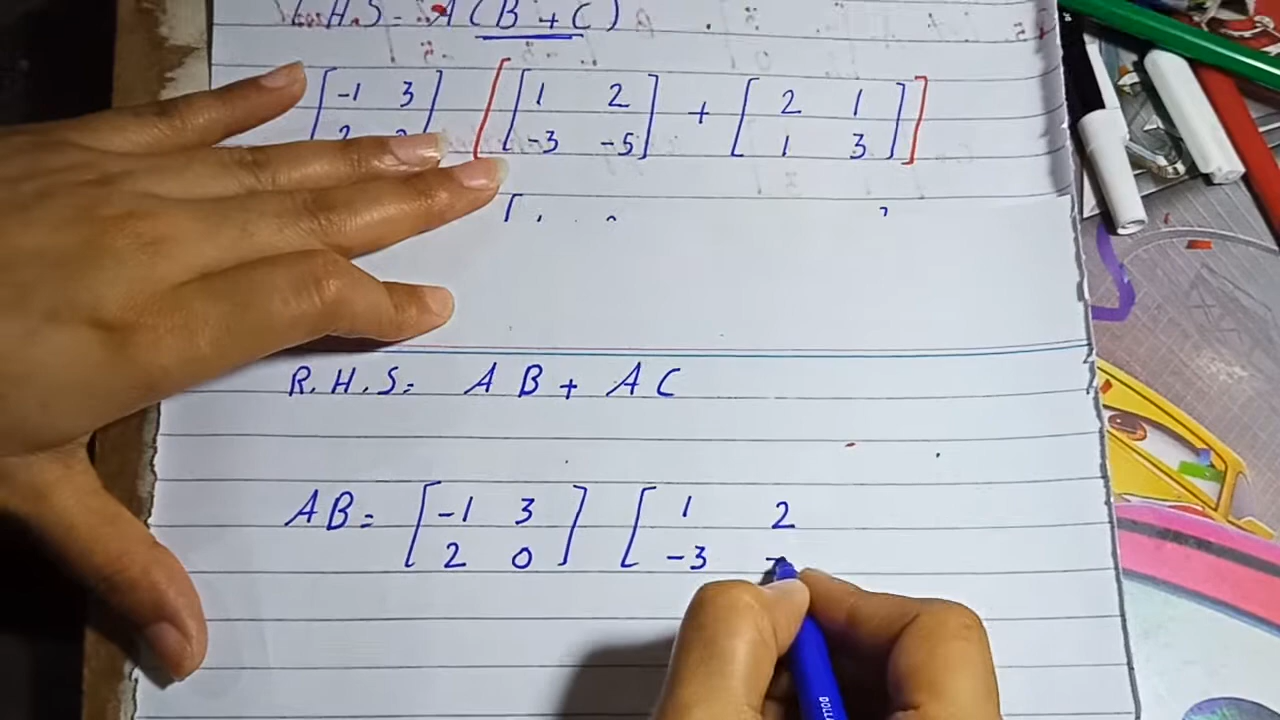 L.H.S = A (B + C)
-1 3 1 2 + 2 1
-3 -5 1 3
R.H.S= AB + AC
AB = -1 3 1 2
2 0 -3 -
DOLLAR